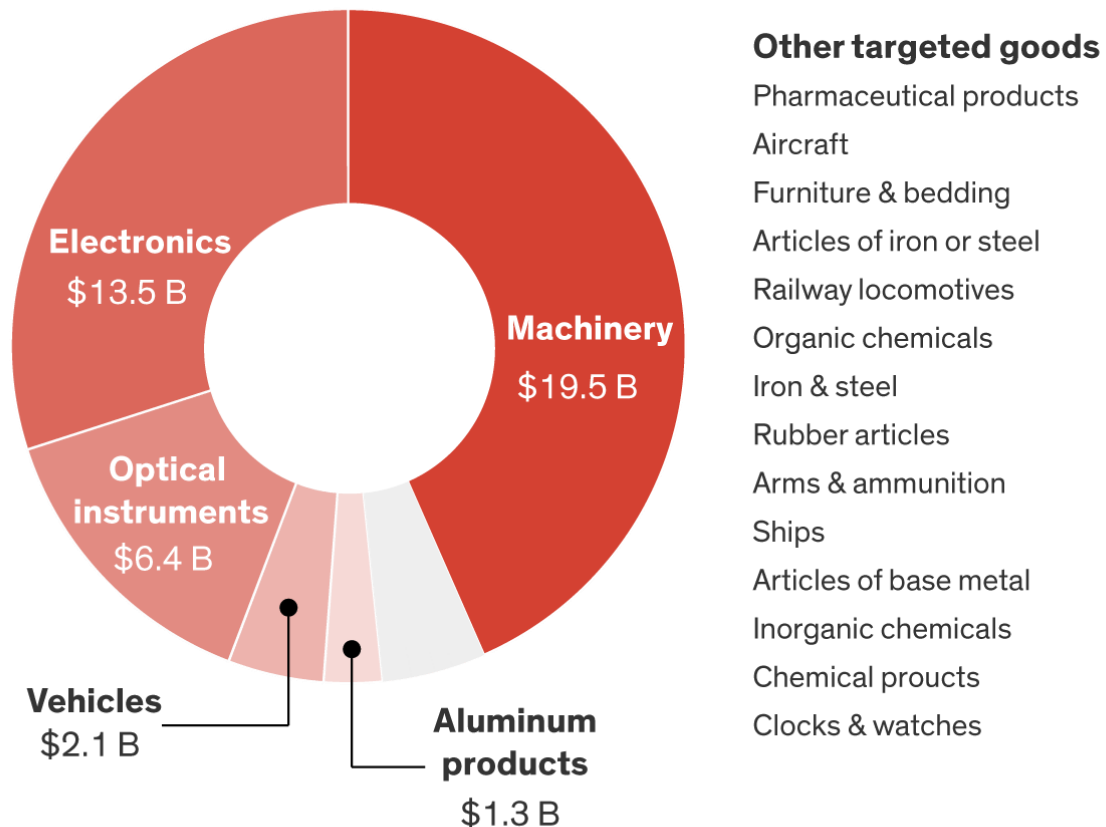 Electronics
$13.5 B
Machinery
$19.5 B
Optical
instruments
$6.4 B
Vehicles
$2.1 B
Aluminum
products
$1.3 B
Other targeted goods
Pharmaceutical products
Aircraft
Furniture & bedding
Articles of iron or steel
Railway locomotives
Organic chemicals
Iron & steel
Rubber articles
Arms & ammunition
Ships
Articles of base metal
Inorganic chemicals
Chemical proucts
Clocks & watches